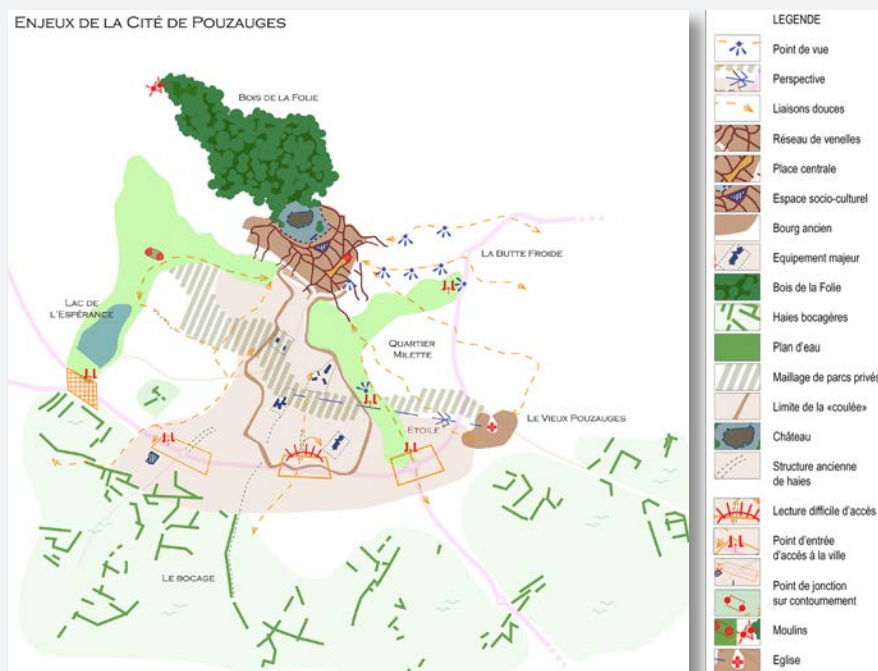 ENJEUX DE LA CITÉ DE POUZAUGES
BOIS DE LA FOLIE
LA BUTTE FROIDE
LAC DE
L'ESPÉRANCE
QUARTIER
MILETTE
LE VIEUX POUZAUGES
ETOILE
LE BOCAGE
LEGENDE
Point de vue
Perspective
Liaisons douces
Réseau de venelles
Place centrale
Espace socio-culturel
Bourg ancien
Equipement majeur
Bois de la Folie
Haies bocagères
Plan d'eau
Maillage de parcs privés
Limite de la «coulée»
Château
Structure ancienne
de haies
Lecture difficile d'accés
Point d'entrée
d'accès à la ville
Point de jonction
sur contournement
Moulins
Eglise